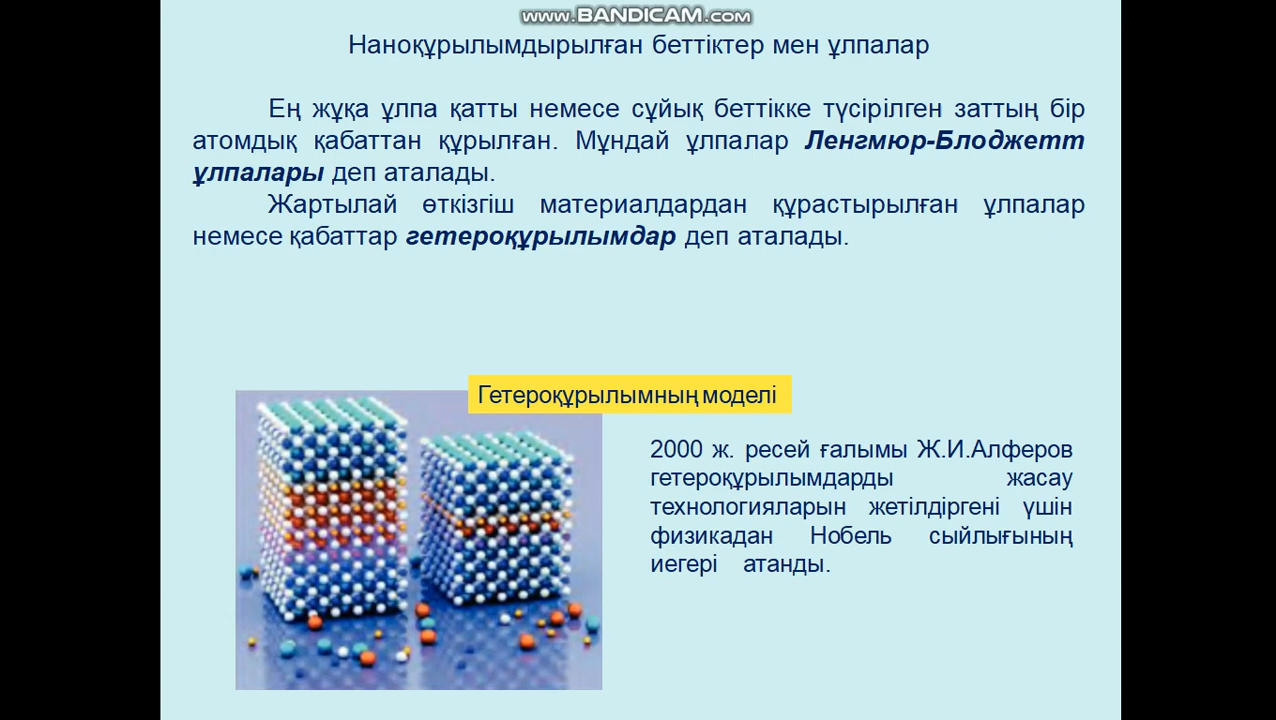 www.BANDICAM.com
Наноқұрылымдырылған беттіктер мен ұлпалар
Ең жұқа ұлпа қатты немесе сұйық беттікке түсірілген заттың бір
атомдық қабаттан құрылған. Мұндай ұлпалар Ленгмюр-Блоджетт
ұлпалары деп аталады.
Жартылай өткізгіш материалдардан құрастырылған ұлпалар
немесе қабаттар гетероқұрылымдар деп аталады.
Гетероқұрылымның моделі
2000 ж. ресей ғалымы Ж.И.Алферов
гетероқұрылымдарды жасау
технологияларын жетілдіргені үшін
физикадан Нобель сыйлығының
иегері атанды.